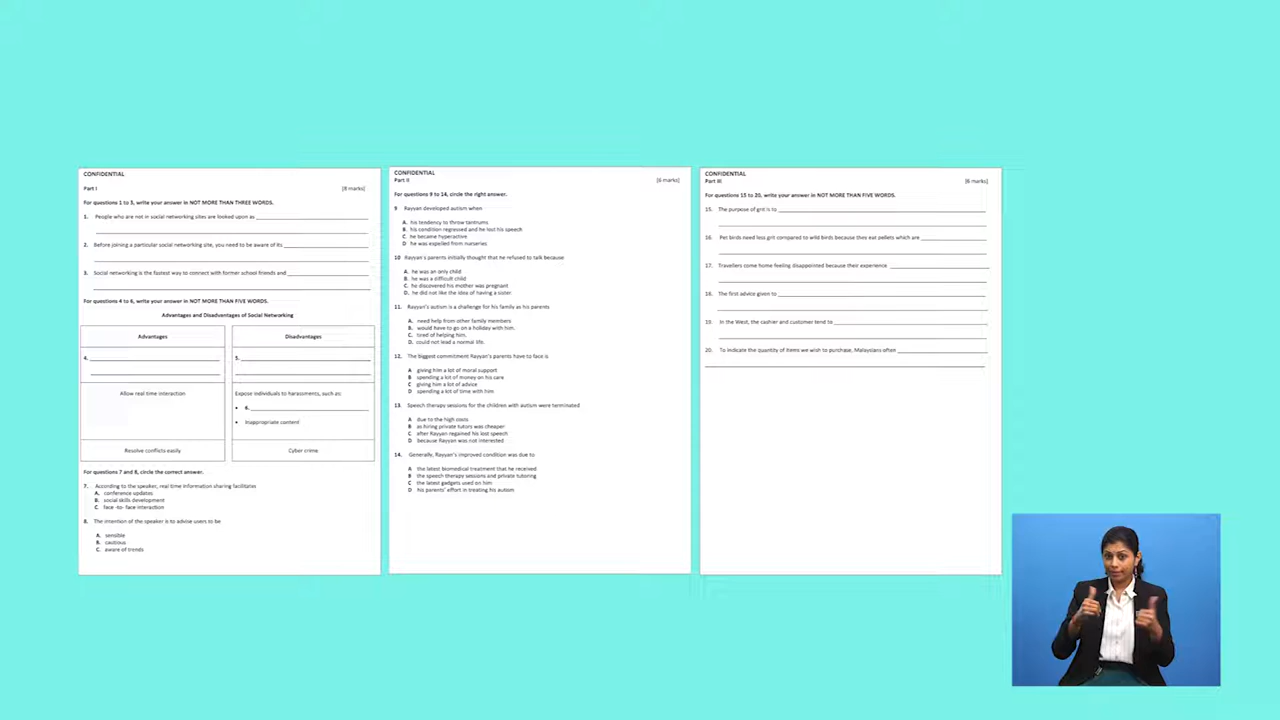 CONFIDENTIAL
Part I
[8 marks]
For questions 1 to 3, write your answer in NOT MORE THAN THREE WORDS.
1. People who are not in social networking sites are looked upon as
2. Before joining a particular social networking site, you need to be aware of its
3. Social networking is the fastest way to connect with former school friends and
For questions 4 to 6, write your answer in NOT MORE THAN FIVE WORDS.
Advantages and Disadvantages of Social Networking
Advantages
Disadvantages
4.
5.
Allow real time interaction
Expose individuals to harassments, such as:
• 6.
• Inappropriate content
Resolve conflicts easily
Cyber crime
For questions 7 and 8, circle the correct answer.
7. According to the speaker, real time information sharing facilitates
A. conference updates
B. social skills development
C. face -to- face interaction
8. The intention of the speaker is to advise users to be
A. sensible
B. cautious
C. aware of trends
CONFIDENTIAL
Part II
[6 marks]
For questions 9 to 14, circle the right answer.
9 Rayyan developed autism when
A. his tendency to throw tantrums
B. his condition regressed and he lost his speech
C. he became hyperactive
D he was expelled from nurseries
10 Rayyan's parents initially thought that he refused to talk because
A. he was an only child
B. he was a difficult child
C. he discovered his mother was pregnant
D. he did not like the idea of having a sister.
11. Rayyan's autism is a challenge for his family as his parents
A. need help from other family members
B. would have to go on a holiday with him.
C. tired of helping him.
D. could not lead a normal life.
12. The biggest commitment Rayyan's parents have to face is
A giving him a lot of moral support
B spending a lot of money on his care
C giving him a lot of advice
D spending a lot of time with him
13. Speech therapy sessions for the children with autism were terminated
A due to the high costs
B as hiring private tutors was cheaper
C after Rayyan regained his lost speech
D because Rayyan was not interested
14. Generally, Rayyan's improved condition was due to
A the latest biomedical treatment that he received
B the speech therapy sessions and private tutoring
C the latest gadgets used on him
D his parents' effort in treating his autism
CONFIDENTIAL
Part III
[6 marks]
For questions 15 to 20, write your answer in NOT MORE THAN FIVE WORDS.
15. The purpose of grit is to
16. Pet birds need less grit compared to wild birds because they eat pellets which are
17. Travellers come home feeling disappointed because their experience
18. The first advice given to
19. In the West, the cashier and customer tend to
20. To indicate the quantity of items we wish to purchase, Malaysians often